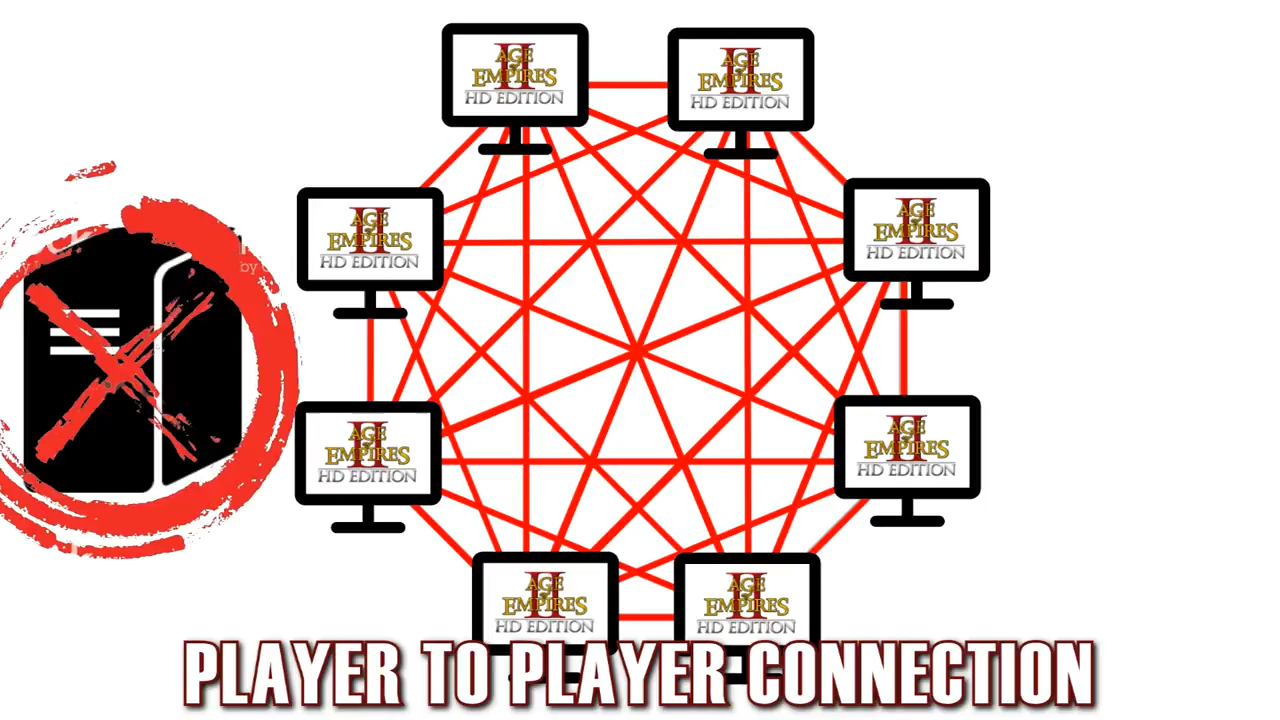 AGE
of
EMPIRES
II
HD EDITION
AGE
of
EMPIRES
II
HD EDITION
AGE
of
EMPIRES
II
HD EDITION
AGE
of
EMPIRES
II
HD EDITION
AGE
of
EMPIRES
II
HD EDITION
AGE
of
EMPIRES
II
HD EDITION
AGE
of
EMPIRES
II
HD EDITION
AGE
of
EMPIRES
II
HD EDITION
PLAYER TO PLAYER CONNECTION